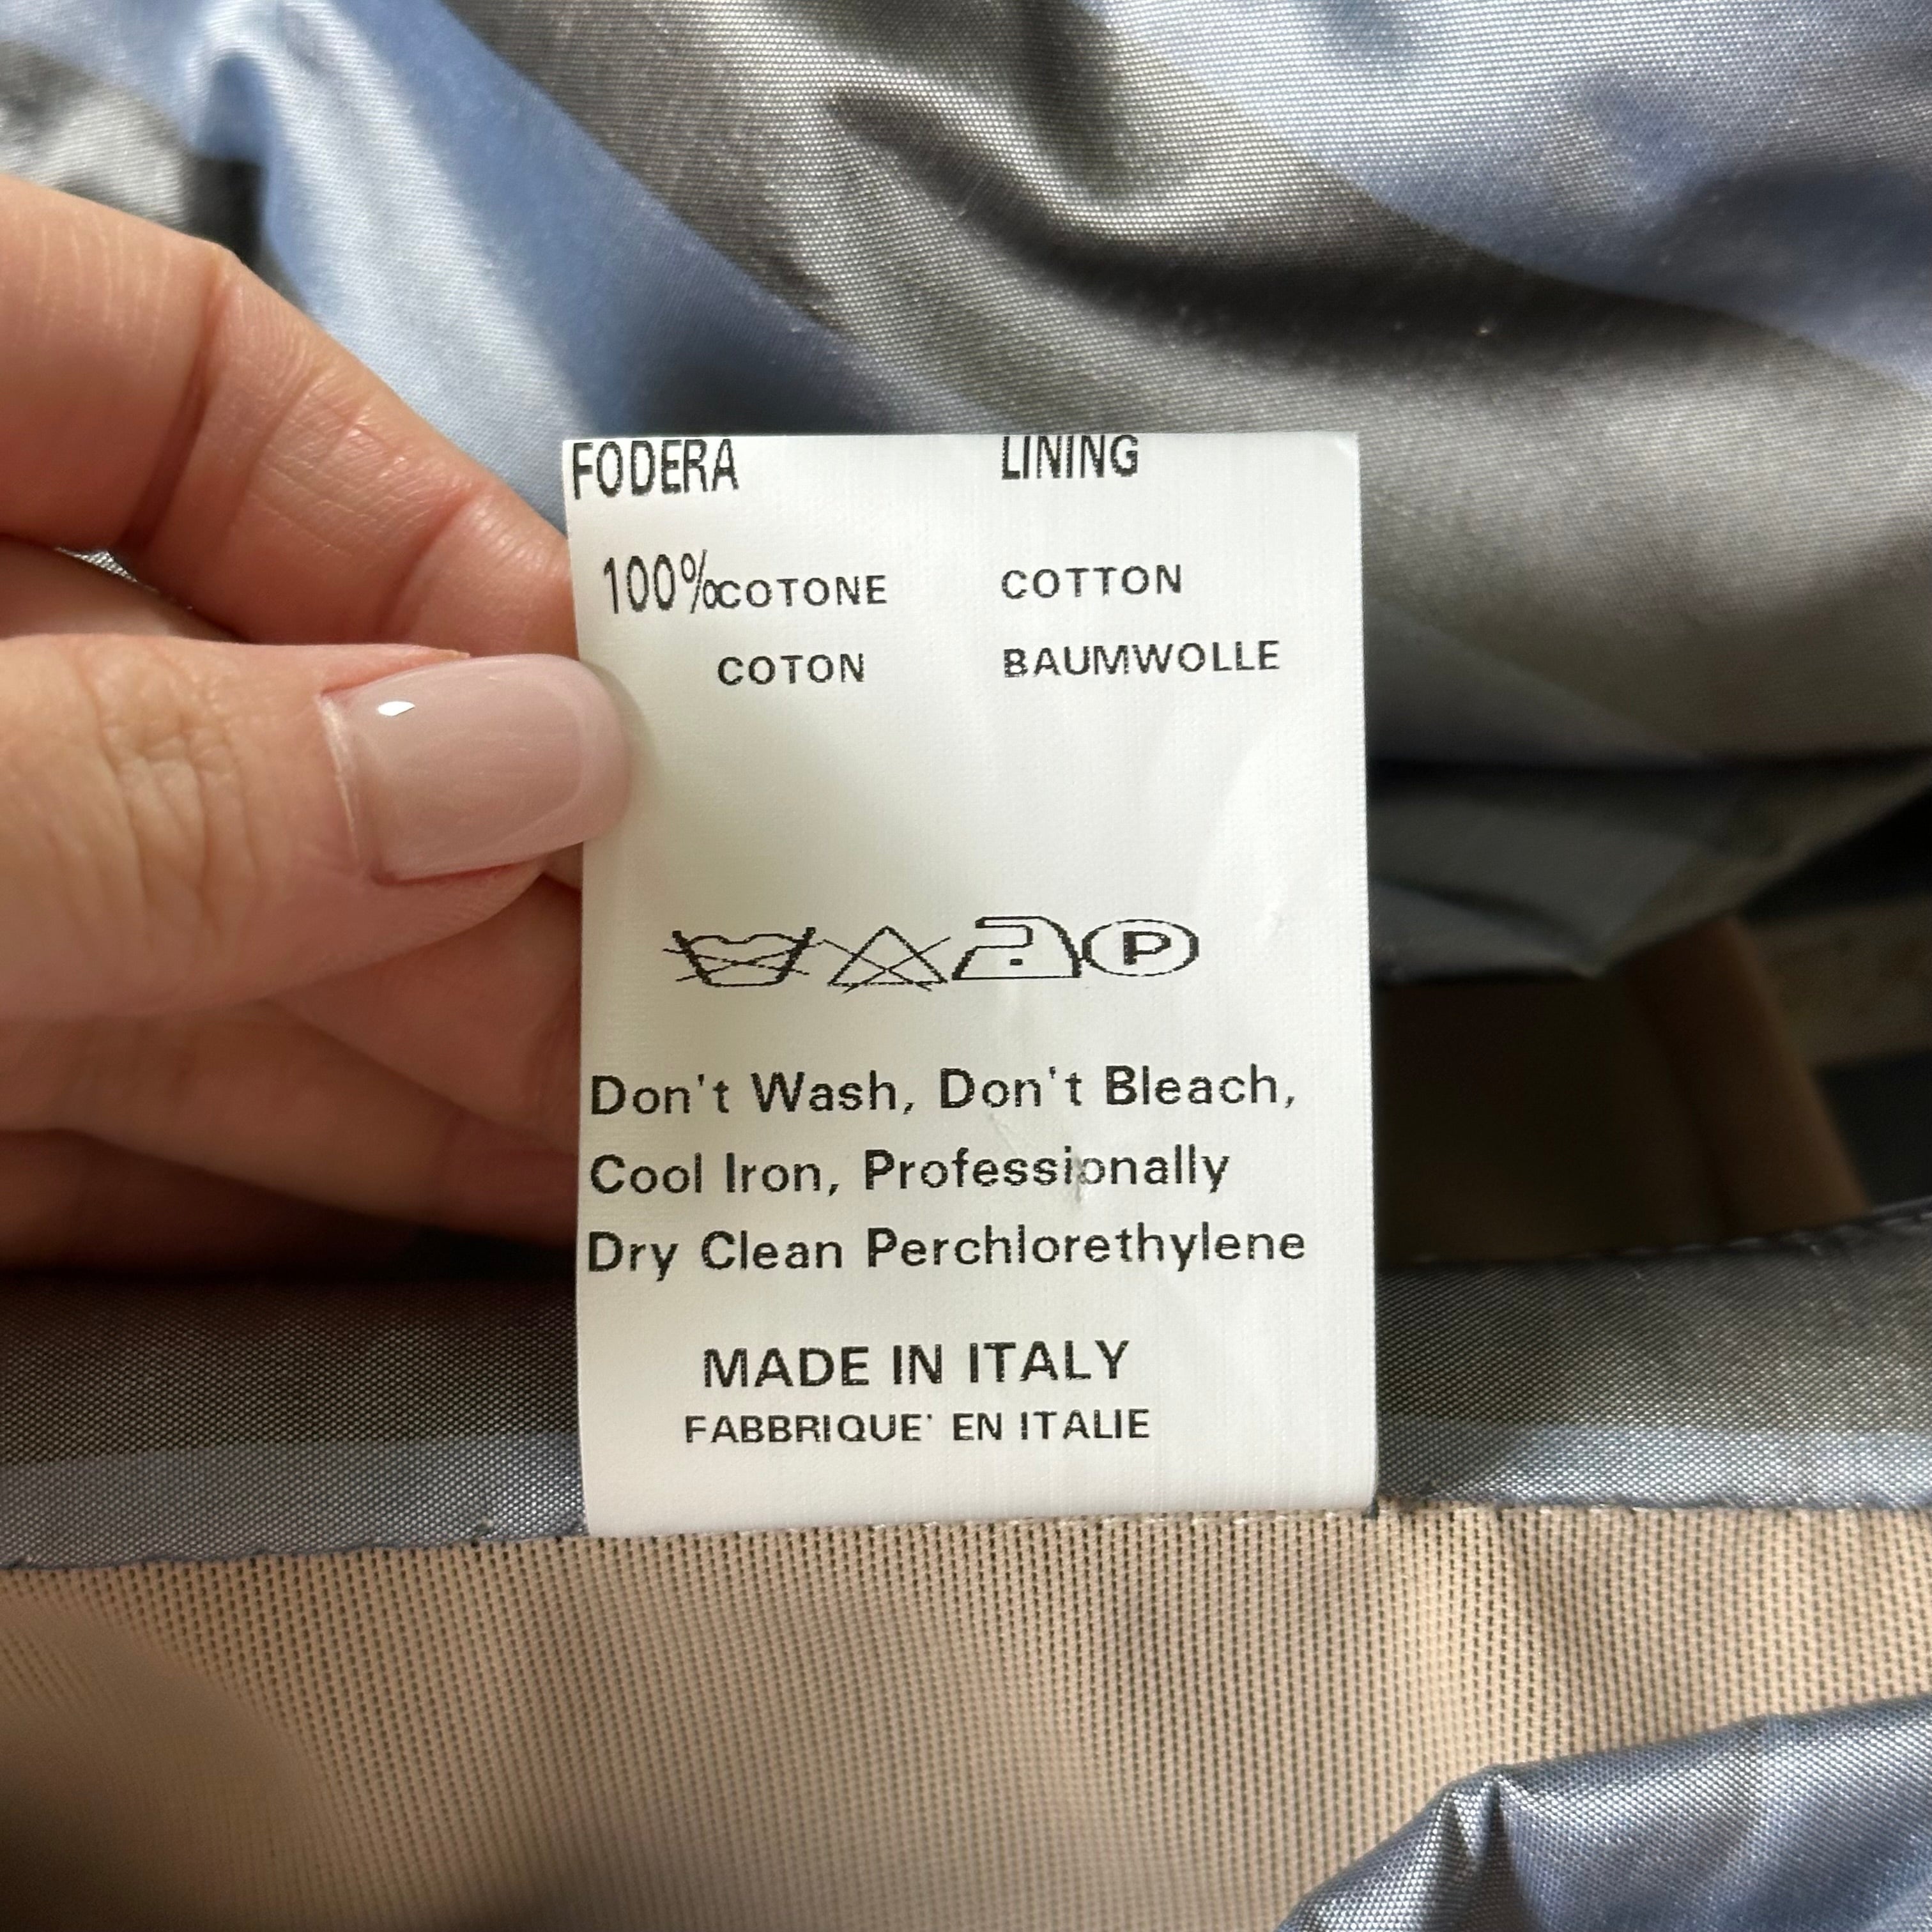 FODERA LINING
100% COTONE COTTON
COTON BAUMWOLLE
P
Don't Wash, Don't Bleach,
Cool Iron, Professionally
Dry Clean Perchlorethylene
MADE IN ITALY
FABBRIQUE' EN ITALIE